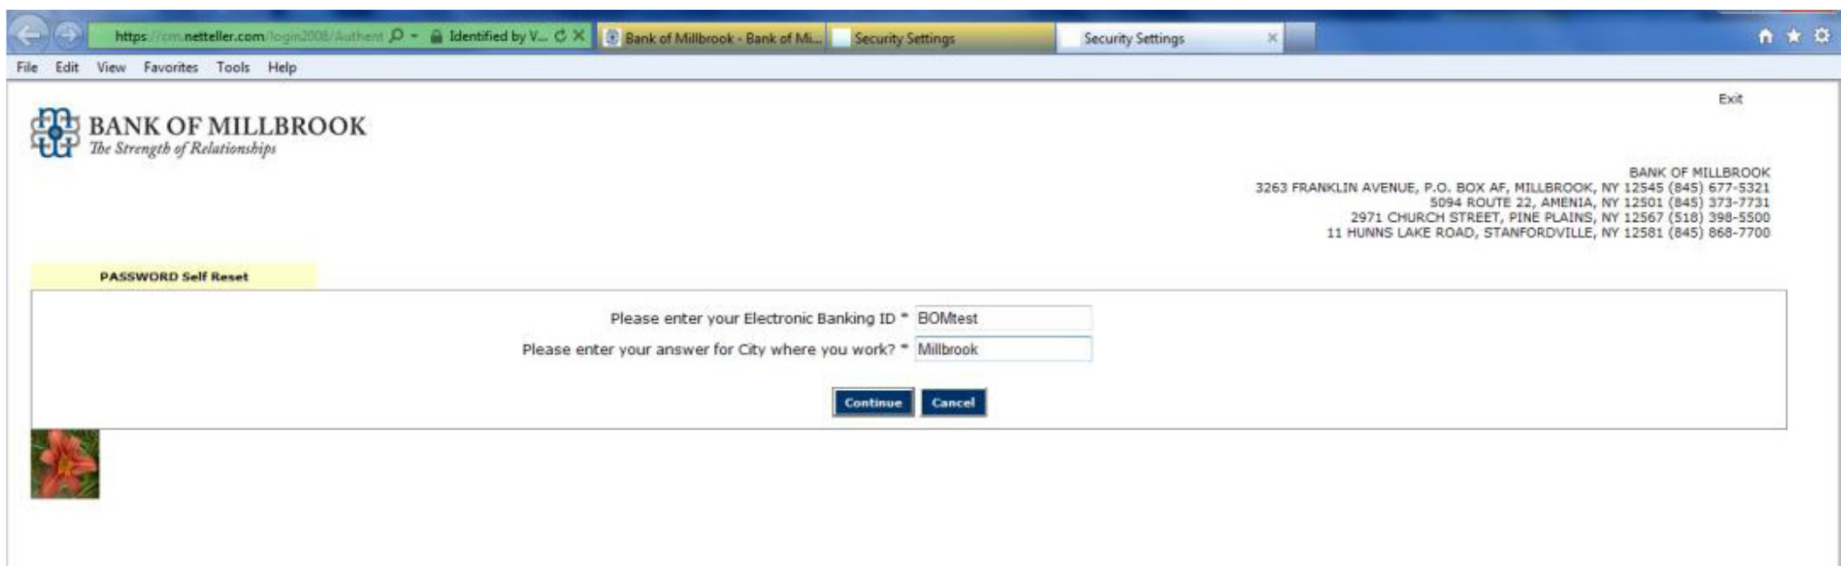 https://cm.netteller.com/login2008/Authent Identified by V... Bank of Millbrook - Bank of Mi... Security Settings Security Settings
File Edit View Favorites Tools Help
Exit
BANK OF MILLBROOK
The Strength of Relationships
BANK OF MILLBROOK
3263 FRANKLIN AVENUE, P.O. BOX AF, MILLBROOK, NY 12545 (845) 677-5321
5094 ROUTE 22, AMENIA, NY 12501 (845) 373-7731
2971 CHURCH STREET, PINE PLAINS, NY 12567 (518) 398-5500
11 HUNNS LAKE ROAD, STANFORDVILLE, NY 12581 (845) 868-7700
PASSWORD Self Reset
Please enter your Electronic Banking ID * BOMtest
Please enter your answer for City where you work? * Millbrook
Continue Cancel